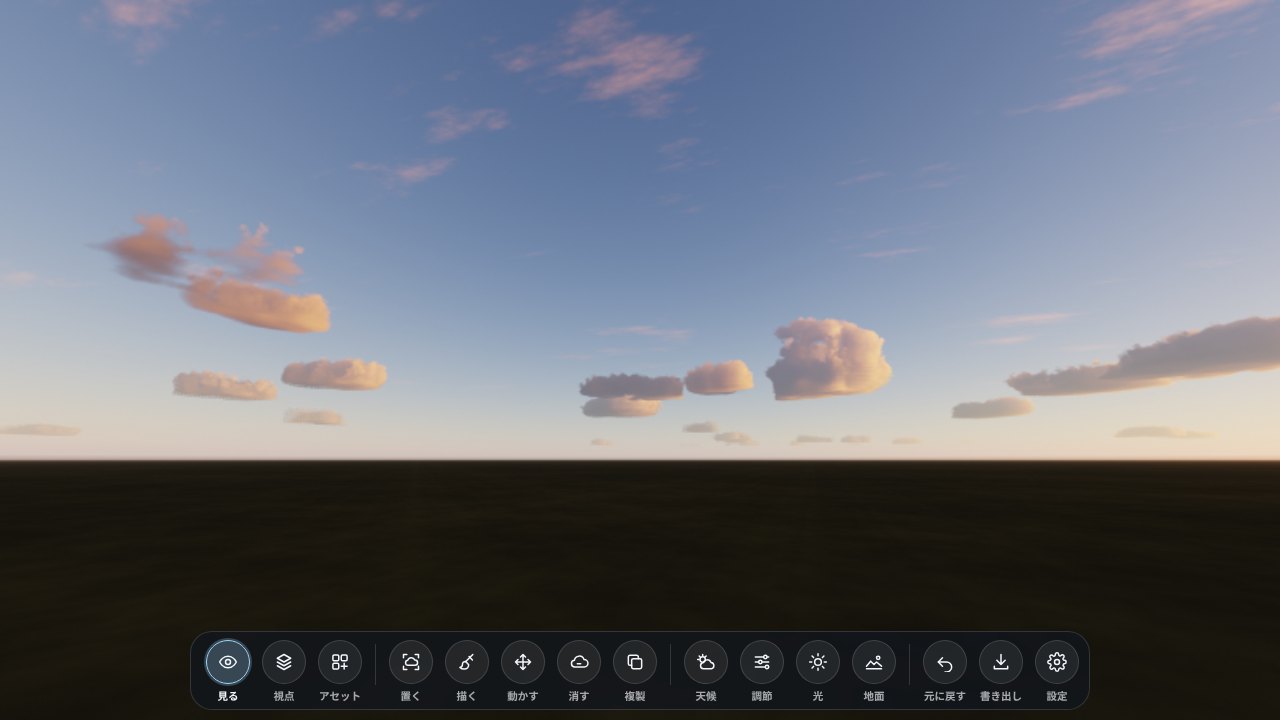 見る
視点
アセット
置く
描く
動かす
消す
複製
天候
調節
光
地面
元に戻す
書き出し
設定